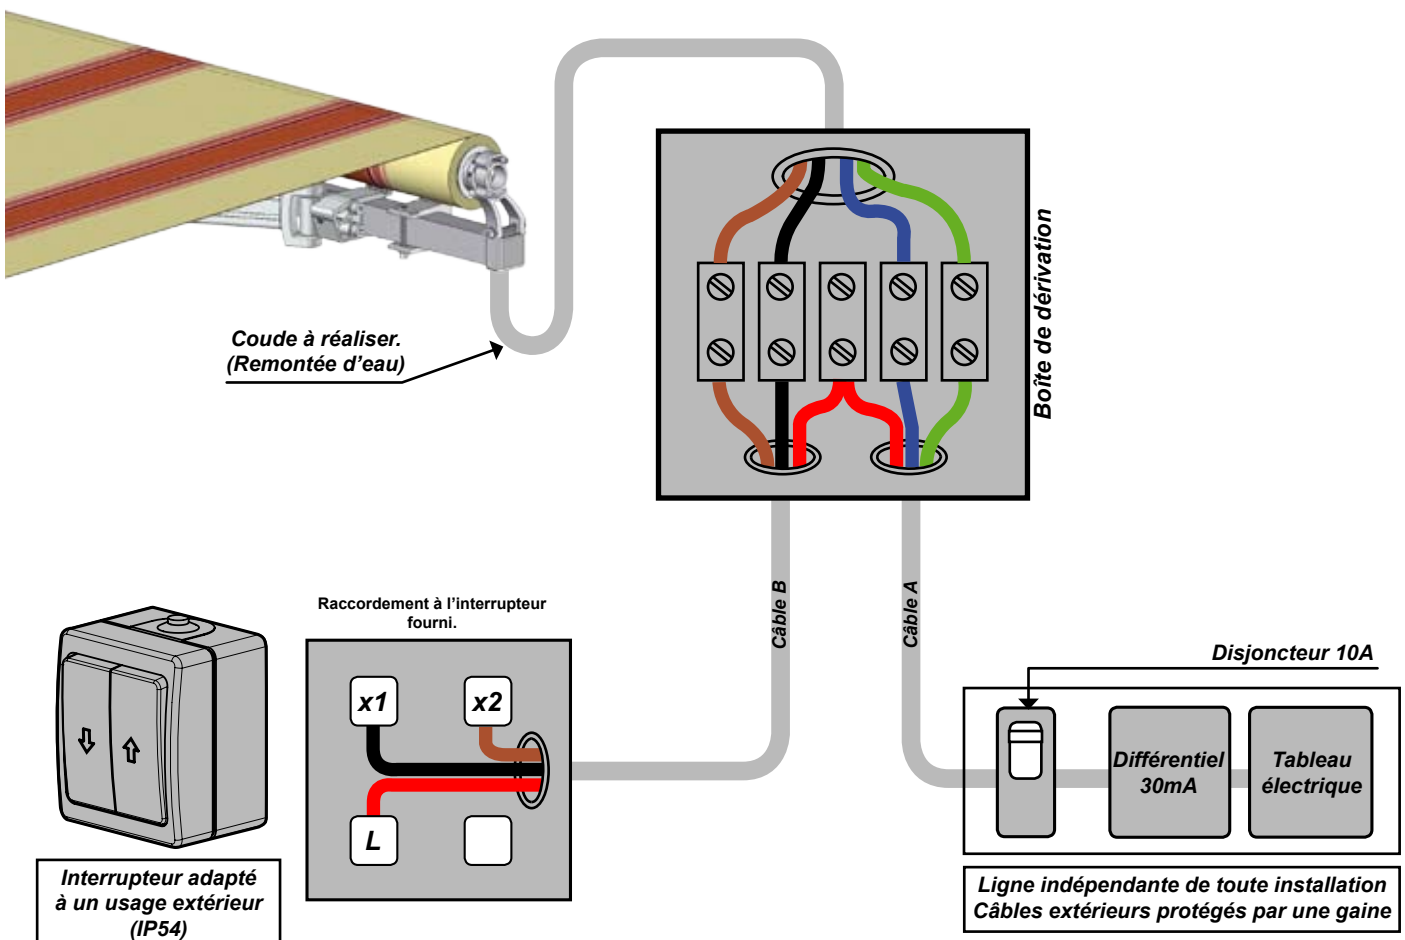 Coude à réaliser.
(Remontée d'eau)
Boîte de dérivation
Câble B
Câble A
Raccordement à l'interrupteur
fourni.
x1
x2
L
Interrupteur adapté
à un usage extérieur
(IP54)
Disjoncteur 10A
Différentiel
30mA
Tableau
électrique
Ligne indépendante de toute installation
Câbles extérieurs protégés par une gaine